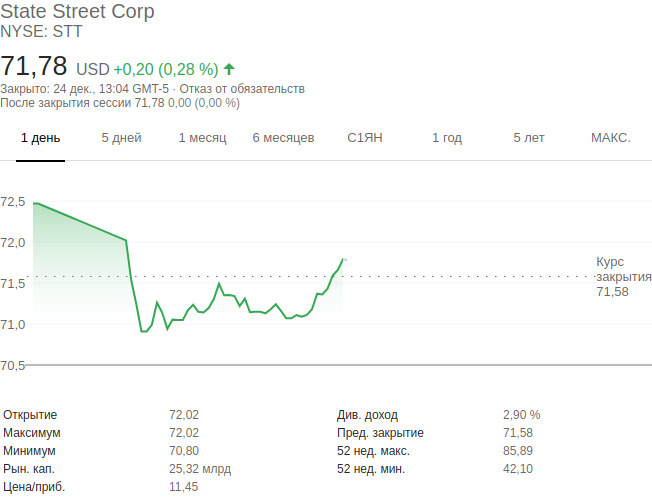 State Street Corp
NYSE: STT
71,78 USD +0,20 (0,28 %)
Закрыто: 24 дек., 13:04 GMT-5 · Отказ от обязательств
После закрытия сессии 71,78 0,00 (0,00 %)
1 день 5 дней 1 месяц 6 месяцев С1ЯН 1 год 5 лет МАКС.
72,5
72,0
71,5
71,0
70,5
Курс
закрытия
71,58
Открытие 72,02 Див. доход 2,90 %
Максимум 72,02 Пред. закрытие 71,58
Минимум 70,80 52 нед. макс. 85,89
Рын. кап. 25,32 млрд 52 нед. мин. 42,10
Цена/приб. 11,45